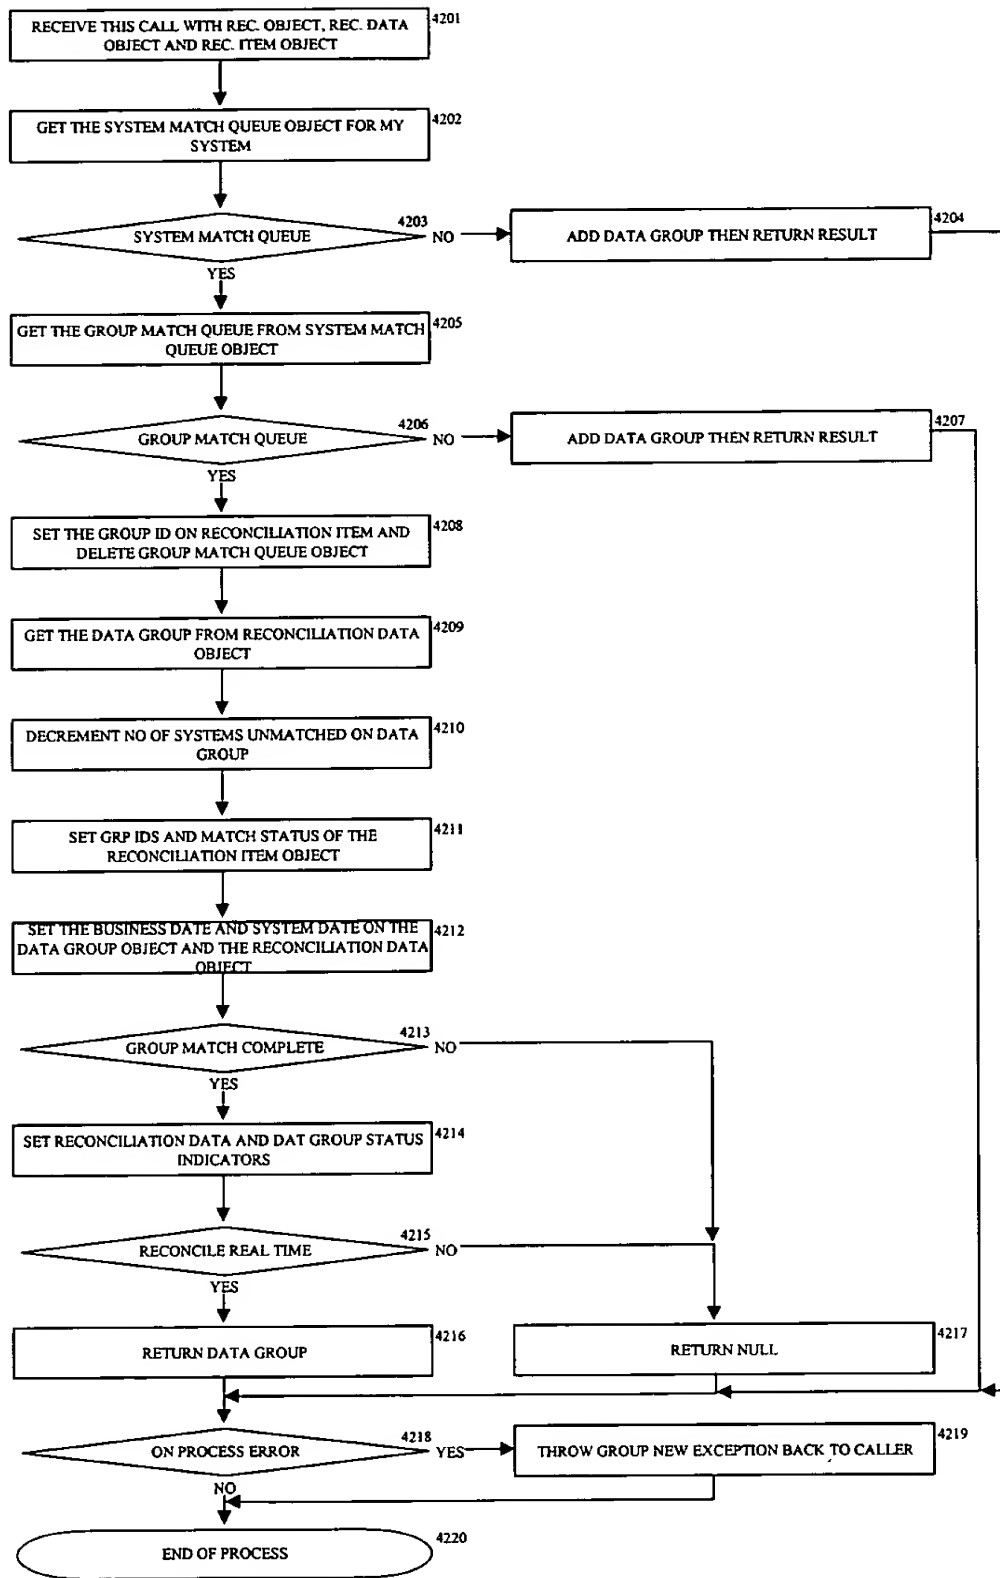 4201
RECEIVE THIS CALL WITH REC. OBJECT, REC. DATA
OBJECT AND REC. ITEM OBJECT
4202
GET THE SYSTEM MATCH QUEUE OBJECT FOR MY
SYSTEM
4203
SYSTEM MATCH QUEUE
NO
YES
4204
ADD DATA GROUP THEN RETURN RESULT
4205
GET THE GROUP MATCH QUEUE FROM SYSTEM MATCH
QUEUE OBJECT
4206
GROUP MATCH QUEUE
NO
YES
4207
ADD DATA GROUP THEN RETURN RESULT
4208
SET THE GROUP ID ON RECONCILIATION ITEM AND
DELETE GROUP MATCH QUEUE OBJECT
4209
GET THE DATA GROUP FROM RECONCILIATION DATA
OBJECT
4210
DECREMENT NO OF SYSTEMS UNMATCHED ON DATA
GROUP
4211
SET GRP IDS AND MATCH STATUS OF THE
RECONCILIATION ITEM OBJECT
4212
SET THE BUSINESS DATE AND SYSTEM DATE ON THE
DATA GROUP OBJECT AND THE RECONCILIATION DATA
OBJECT
4213
GROUP MATCH COMPLETE
NO
YES
4214
SET RECONCILIATION DATA AND DAT GROUP STATUS
INDICATORS
4215
RECONCILE REAL TIME
NO
YES
4216
RETURN DATA GROUP
4217
RETURN NULL
4218
ON PROCESS ERROR
YES
NO
4219
THROW GROUP NEW EXCEPTION BACK TO CALLER
4220
END OF PROCESS